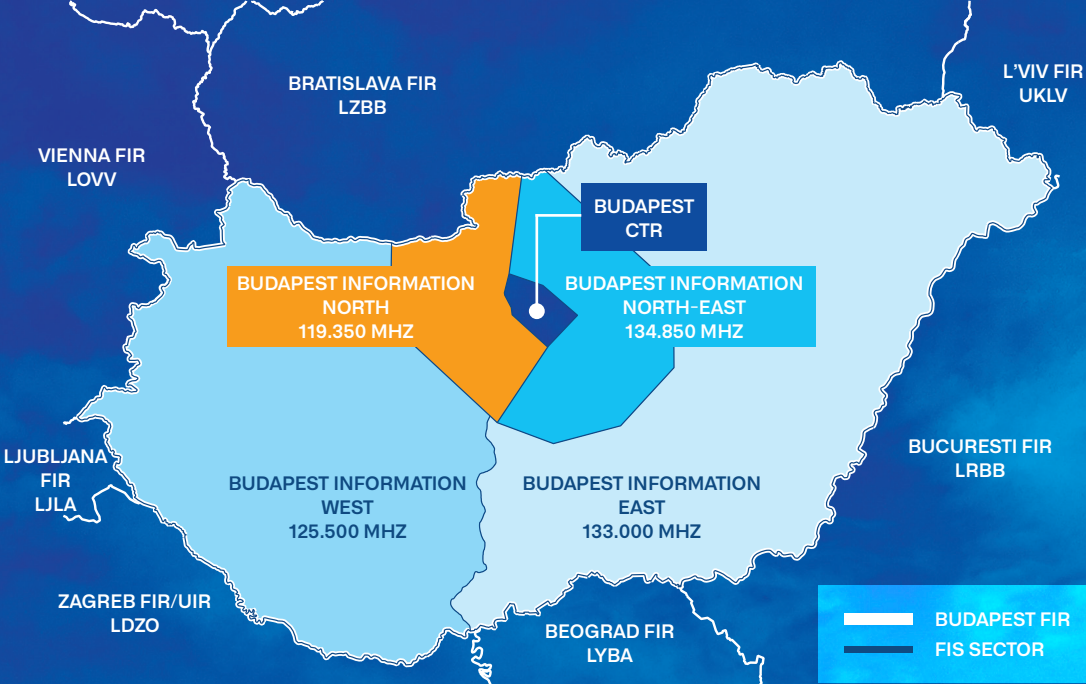 BRATISLAVA FIR
LZBB
L'VIV FIR
UKLV
VIENNA FIR
LOVV
BUDAPEST
CTR
BUDAPEST INFORMATION
NORTH
119.350 MHZ
BUDAPEST INFORMATION
NORTH-EAST
134.850 MHZ
LJUBLJANA
FIR
LJLA
BUCURESTI FIR
LRBB
BUDAPEST INFORMATION
WEST
125.500 MHZ
BUDAPEST INFORMATION
EAST
133.000 MHZ
ZAGREB FIR/UIR
LDZO
BEOGRAD FIR
LYBA
BUDAPEST FIR
FIS SECTOR